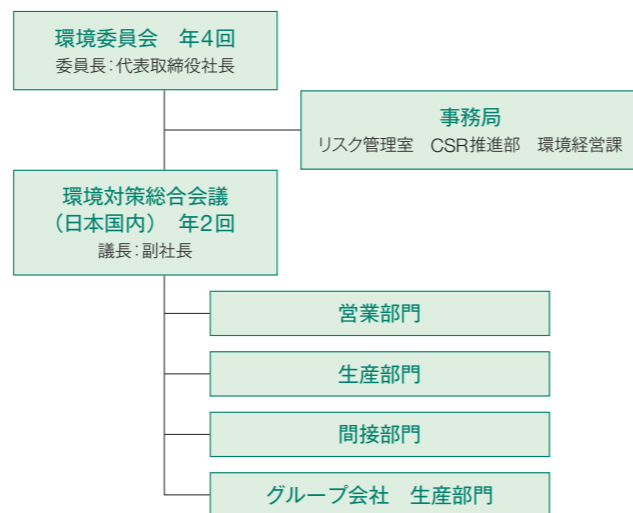 環境委員会　年4回
委員長：代表取締役社長
事務局
リスク管理室　CSR推進部　環境経営課
環境対策総合会議
（日本国内）　年2回
議長：副社長
営業部門
生産部門
間接部門
グループ会社　生産部門